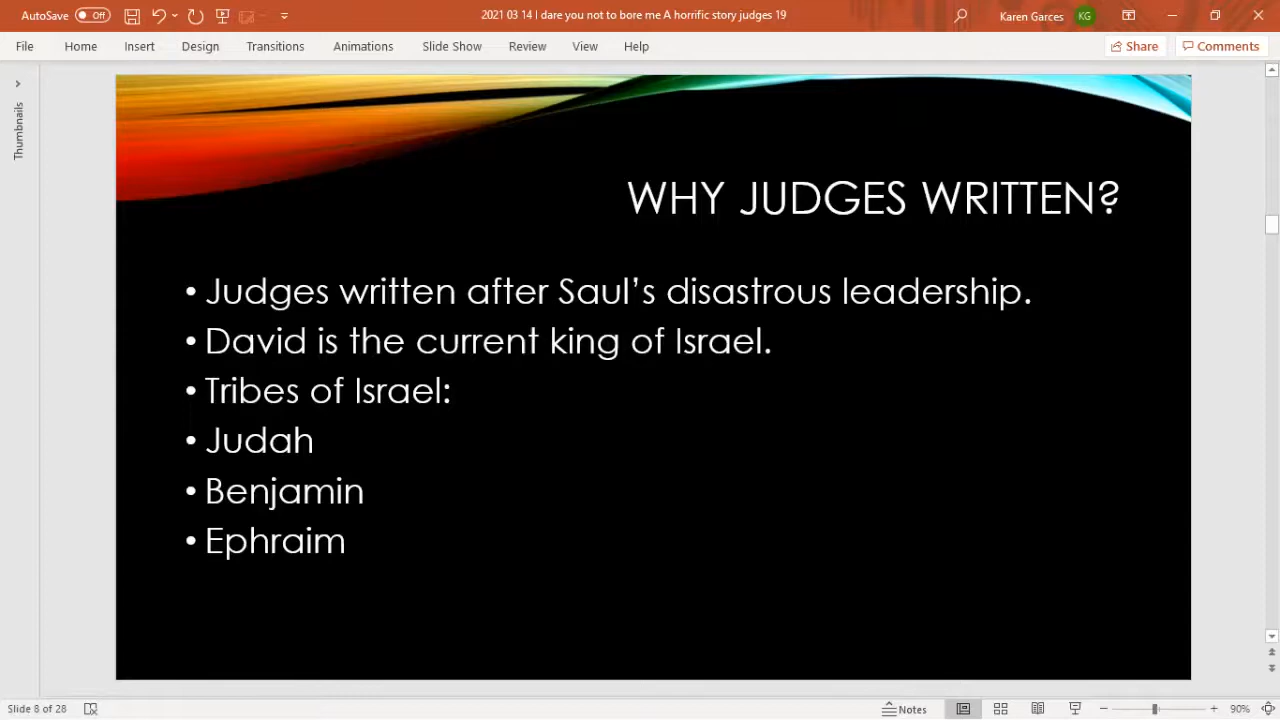 AutoSave Off
2021 03 14 I dare you not to bore me A horrific story judges 19
Karen Garces KG
File Home Insert Design Transitions Animations Slide Show Review View Help Share Comments
Thumbnails
WHY JUDGES WRITTEN?
• Judges written after Saul's disastrous leadership.
• David is the current king of Israel.
• Tribes of Israel:
• Judah
• Benjamin
• Ephraim
Slide 8 of 28 Notes 90%